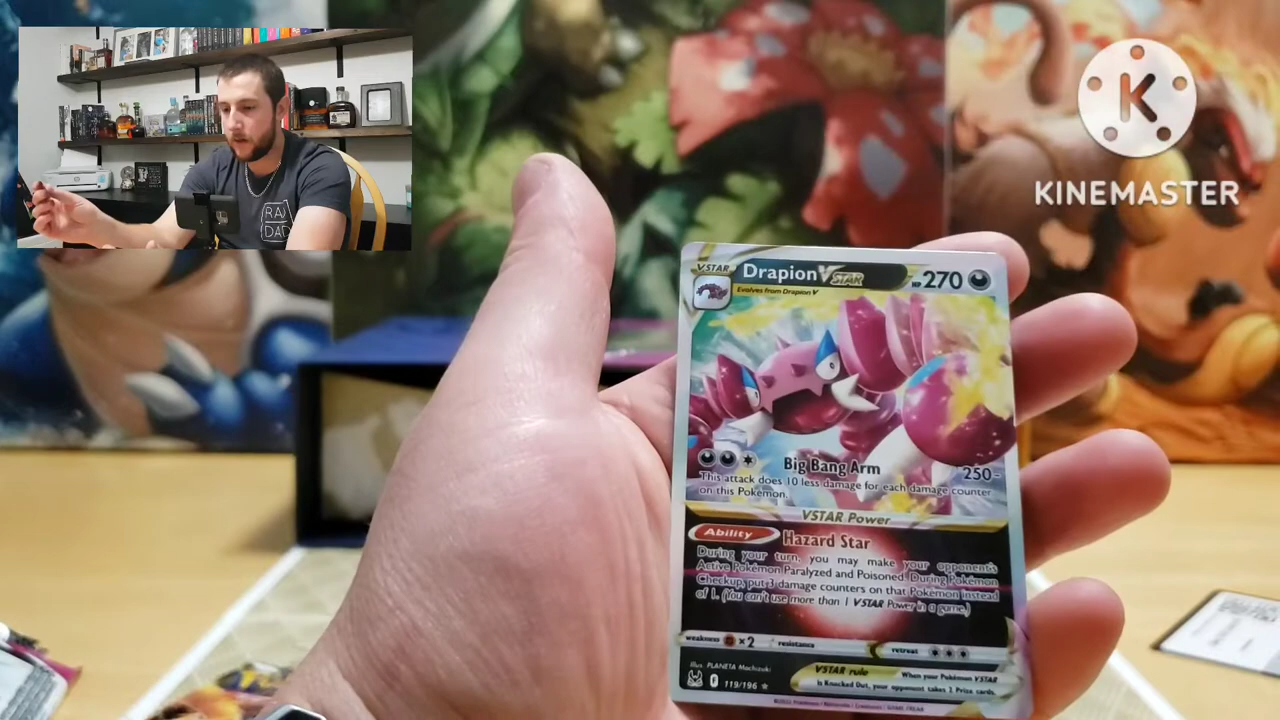 RAD
DAD
K
KINEMASTER
VSTAR
Drapion VSTAR
HP 270
Evolves from Drapion V
Big Bang Arm 250-
This attack does 10 less damage for each damage counter
on this Pokémon.
VSTAR Power
Ability Hazard Star
During your turn, you may make your opponent's
Active Pokémon Paralyzed and Poisoned. During Pokémon
Checkup, put 3 damage counters on that Pokémon instead
of 1. (You can't use more than 1 VSTAR Power in a game.)
weakness ×2 resistance retreat
Illus. PLANETA Mochizuki
F 119/196
VSTAR rule When your Pokémon VSTAR
is Knocked Out, your opponent takes 2 Prize cards.